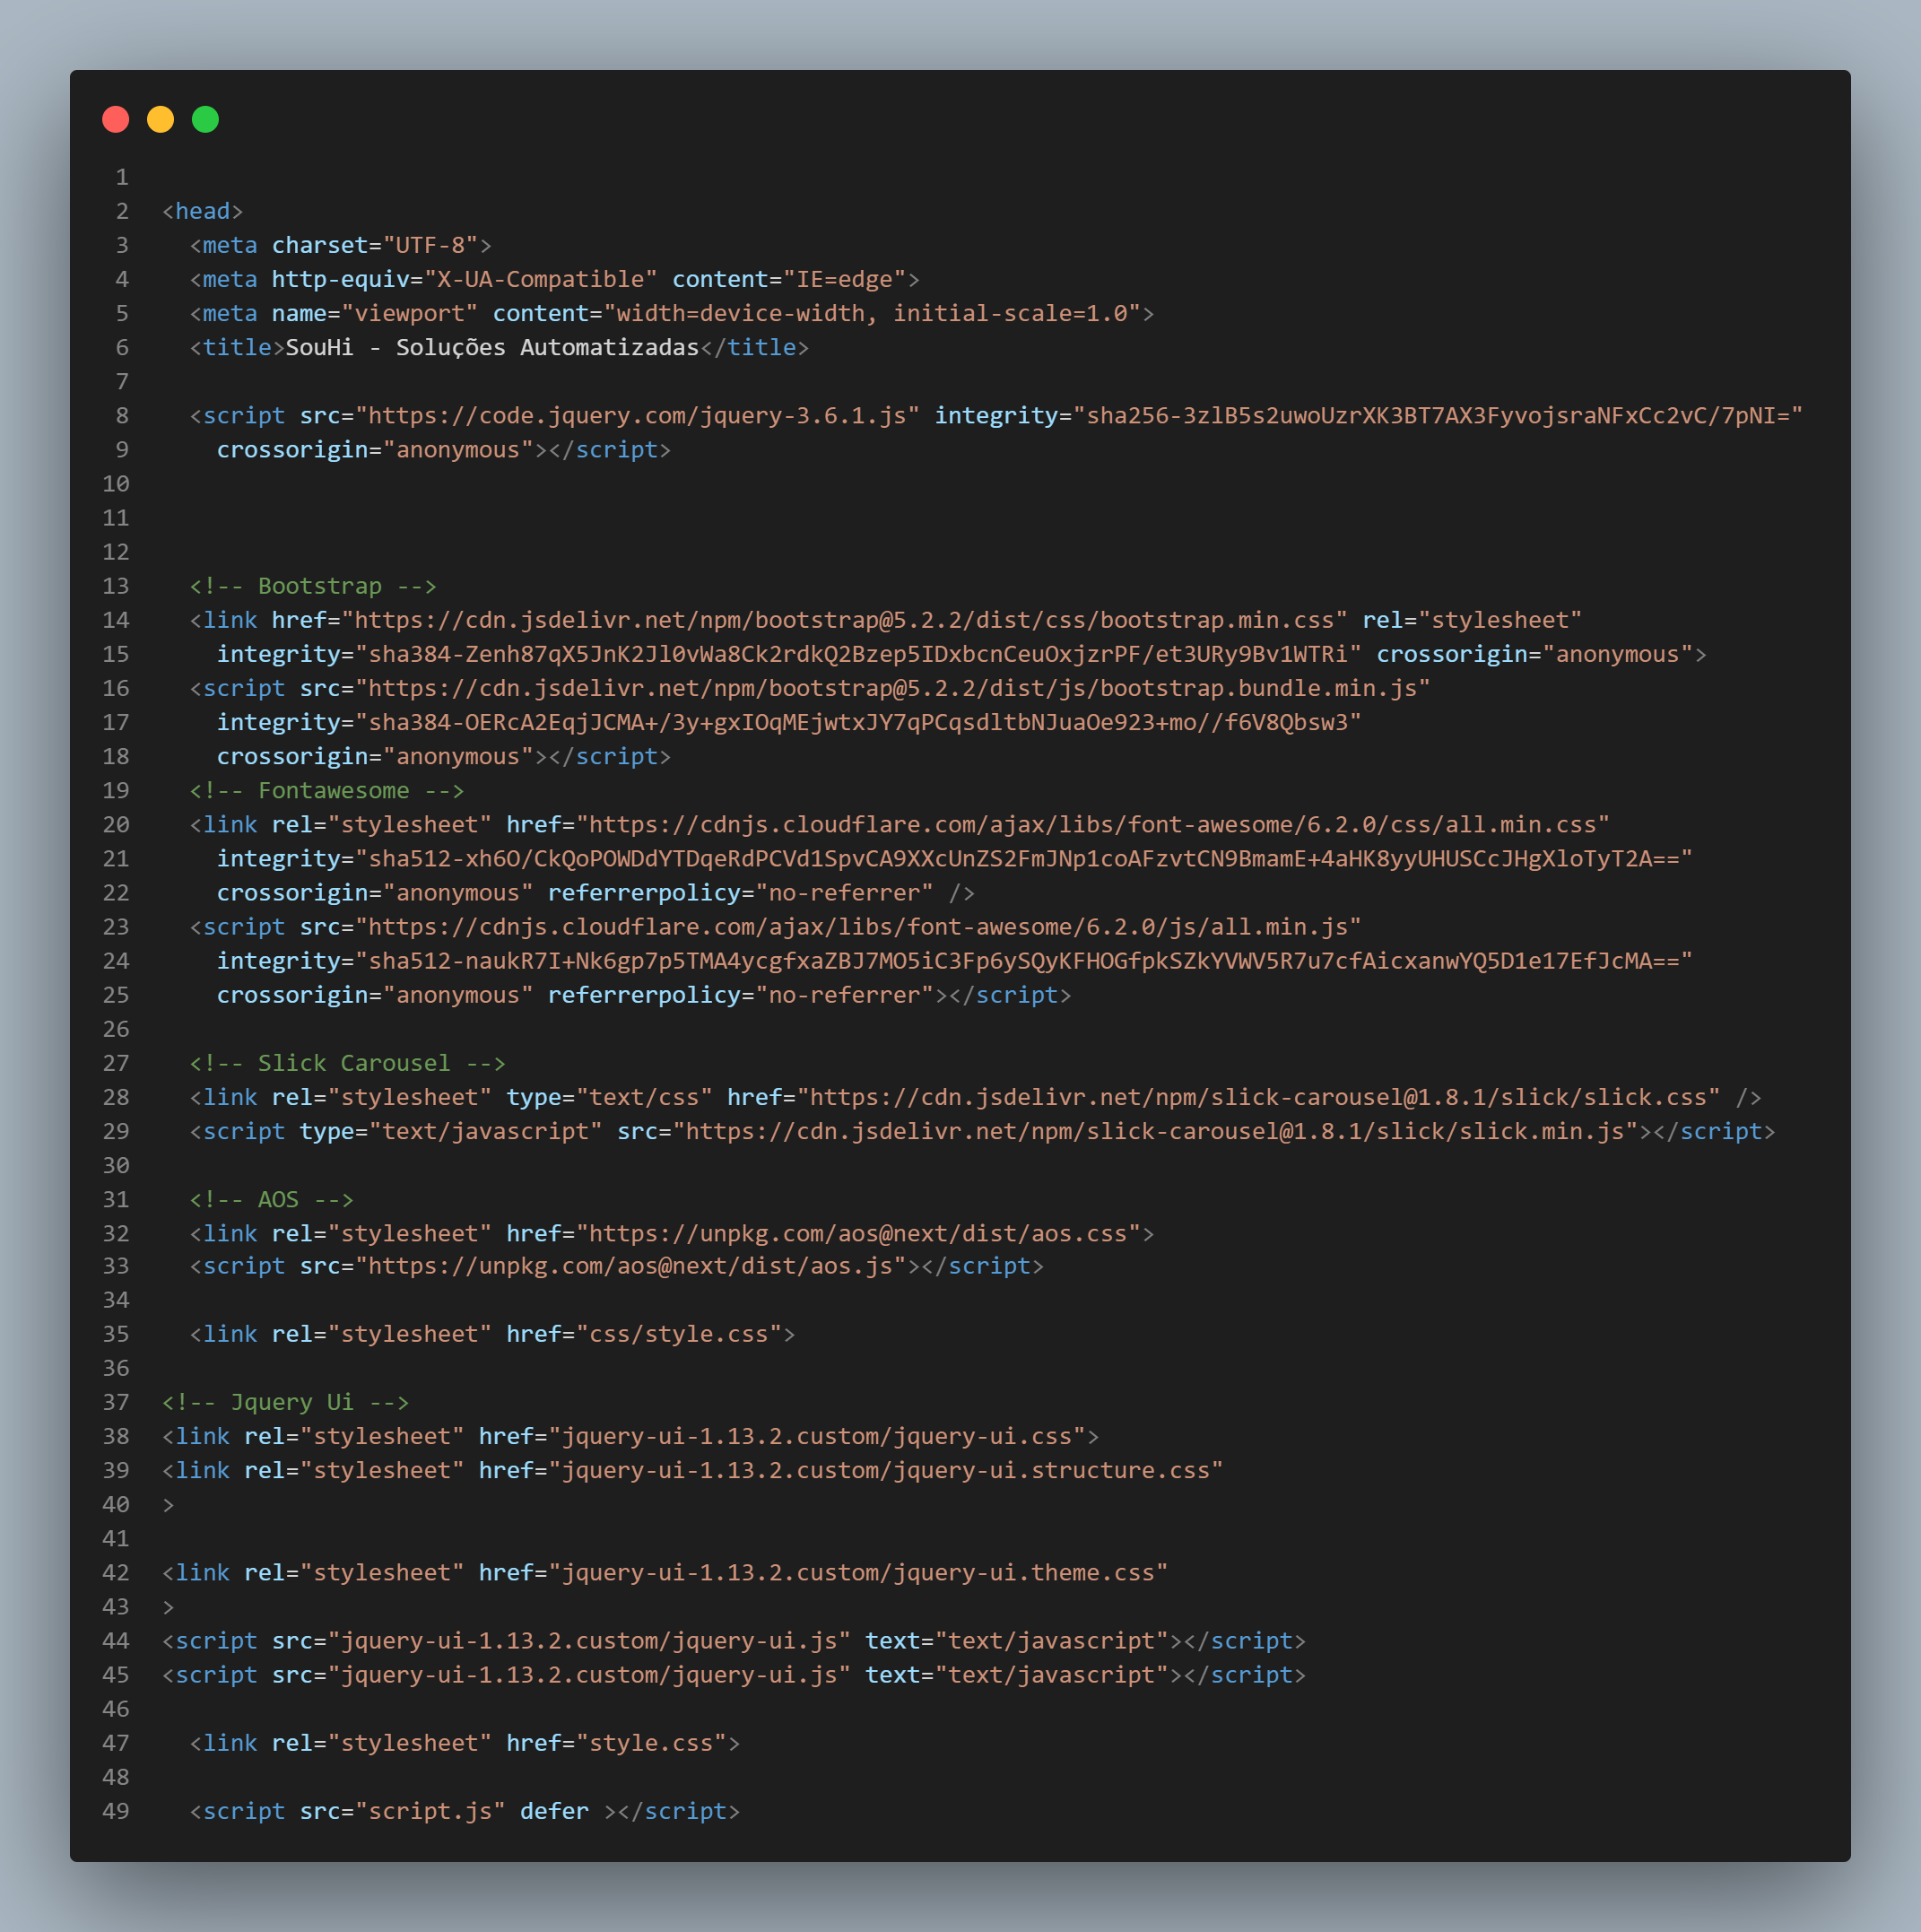 1
2 <head>
3 <meta charset="UTF-8">
4 <meta http-equiv="X-UA-Compatible" content="IE=edge">
5 <meta name="viewport" content="width=device-width, initial-scale=1.0">
6 <title>SouHi - Soluções Automatizadas</title>
7
8 <script src="https://code.jquery.com/jquery-3.6.1.js" integrity="sha256-3zlB5s2uwoUzrXK3BT7AX3FyvojsraNFxCc2vC/7pNI="
9 crossorigin="anonymous"></script>
10
11
12
13 <!-- Bootstrap -->
14 <link href="https://cdn.jsdelivr.net/npm/bootstrap@5.2.2/dist/css/bootstrap.min.css" rel="stylesheet"
15 integrity="sha384-Zenh87qX5JnK2Jl0vWa8Ck2rdkQ2Bzep5IDxbcnCeuOxjzrPF/et3URy9Bv1WTRi" crossorigin="anonymous">
16 <script src="https://cdn.jsdelivr.net/npm/bootstrap@5.2.2/dist/js/bootstrap.bundle.min.js"
17 integrity="sha384-OERcA2EqjJCMA+/3y+gxIOqMEjwtxJY7qPCqsdltbNJuaOe923+mo//f6V8Qbsw3"
18 crossorigin="anonymous"></script>
19 <!-- Fontawesome -->
20 <link rel="stylesheet" href="https://cdnjs.cloudflare.com/ajax/libs/font-awesome/6.2.0/css/all.min.css"
21 integrity="sha512-xh6O/CkQoPOWDdYTDqeRdPCVd1SpvCA9XXcUnZS2FmJNp1coAFzvtCN9BmamE+4aHK8yyUHUSCcJHgXloTyT2A=="
22 crossorigin="anonymous" referrerpolicy="no-referrer" />
23 <script src="https://cdnjs.cloudflare.com/ajax/libs/font-awesome/6.2.0/js/all.min.js"
24 integrity="sha512-naukR7I+Nk6gp7p5TMA4ycgfxaZBJ7MO5iC3Fp6ySQyKFHOGfpkSZkYVWV5R7u7cfAicxanwYQ5D1e17EfJcMA=="
25 crossorigin="anonymous" referrerpolicy="no-referrer"></script>
26
27 <!-- Slick Carousel -->
28 <link rel="stylesheet" type="text/css" href="https://cdn.jsdelivr.net/npm/slick-carousel@1.8.1/slick/slick.css" />
29 <script type="text/javascript" src="https://cdn.jsdelivr.net/npm/slick-carousel@1.8.1/slick/slick.min.js"></script>
30
31 <!-- AOS -->
32 <link rel="stylesheet" href="https://unpkg.com/aos@next/dist/aos.css">
33 <script src="https://unpkg.com/aos@next/dist/aos.js"></script>
34
35 <link rel="stylesheet" href="css/style.css">
36
37 <!-- Jquery Ui -->
38 <link rel="stylesheet" href="jquery-ui-1.13.2.custom/jquery-ui.css">
39 <link rel="stylesheet" href="jquery-ui-1.13.2.custom/jquery-ui.structure.css"
40 >
41
42 <link rel="stylesheet" href="jquery-ui-1.13.2.custom/jquery-ui.theme.css"
43 >
44 <script src="jquery-ui-1.13.2.custom/jquery-ui.js" text="text/javascript"></script>
45 <script src="jquery-ui-1.13.2.custom/jquery-ui.js" text="text/javascript"></script>
46
47 <link rel="stylesheet" href="style.css">
48
49 <script src="script.js" defer ></script>